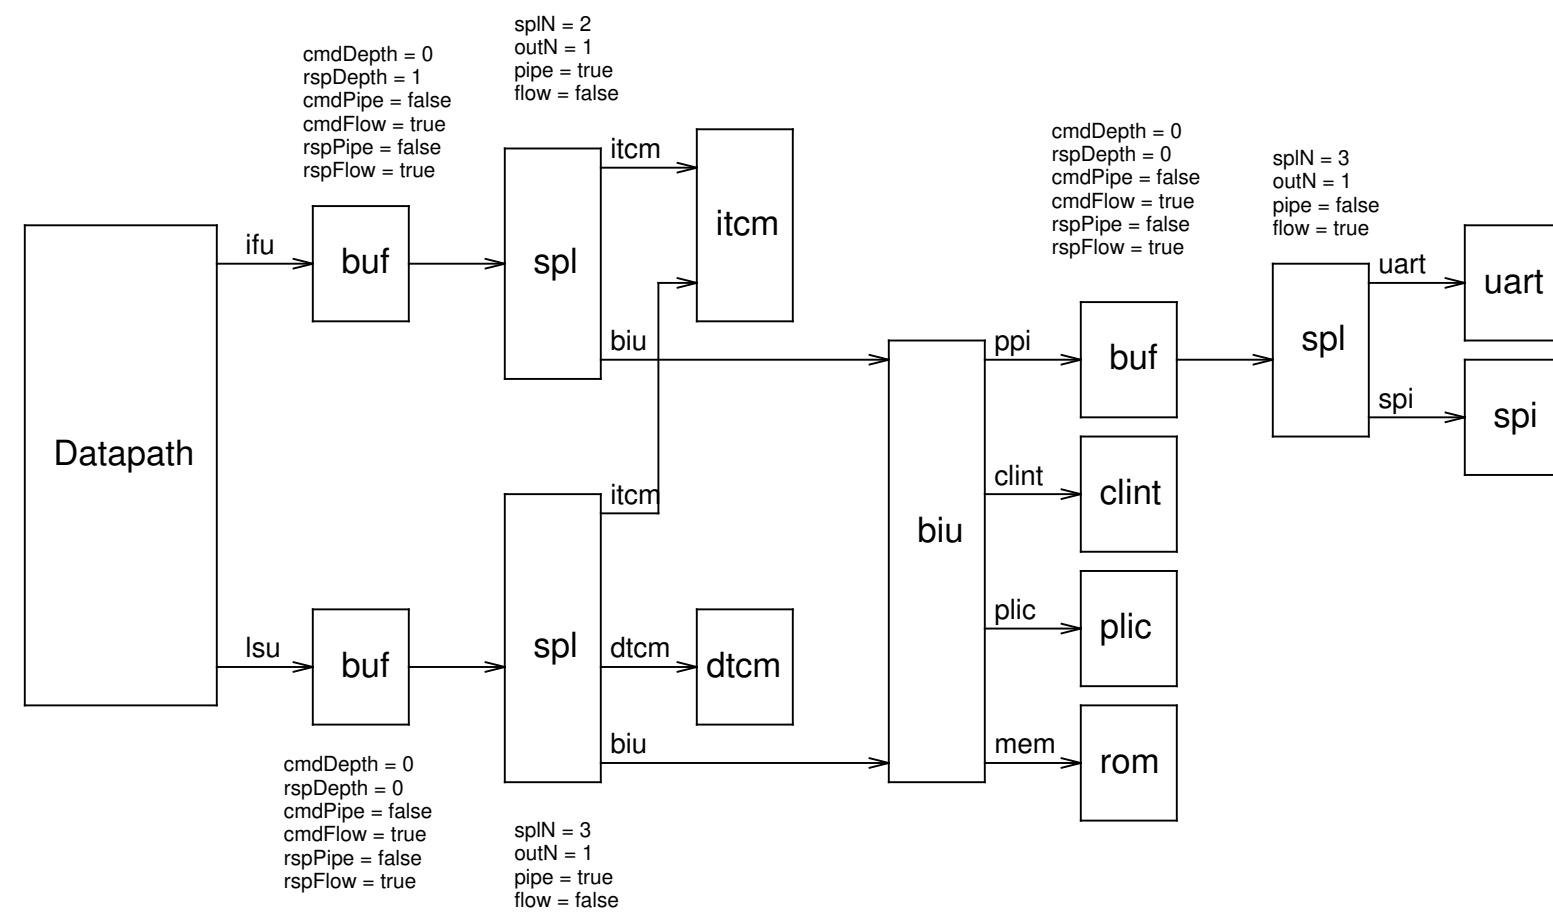 splN = 2
outN = 1
pipe = true
flow = false
cmdDepth = 0
rspDepth = 1
cmdPipe = false
cmdFlow = true
rspPipe = false
rspFlow = true
cmdDepth = 0
rspDepth = 0
cmdPipe = false
cmdFlow = true
rspPipe = false
rspFlow = true
splN = 3
outN = 1
pipe = false
flow = true
Datapath
ifu
buf
spl
itcm
itcm
biu
itcm
lsu
buf
spl
dtcm
dtcm
biu
biu
ppi
buf
spl
uart
uart
spi
spi
clint
clint
plic
plic
mem
rom
cmdDepth = 0
rspDepth = 0
cmdPipe = false
cmdFlow = true
rspPipe = false
rspFlow = true
splN = 3
outN = 1
pipe = true
flow = false